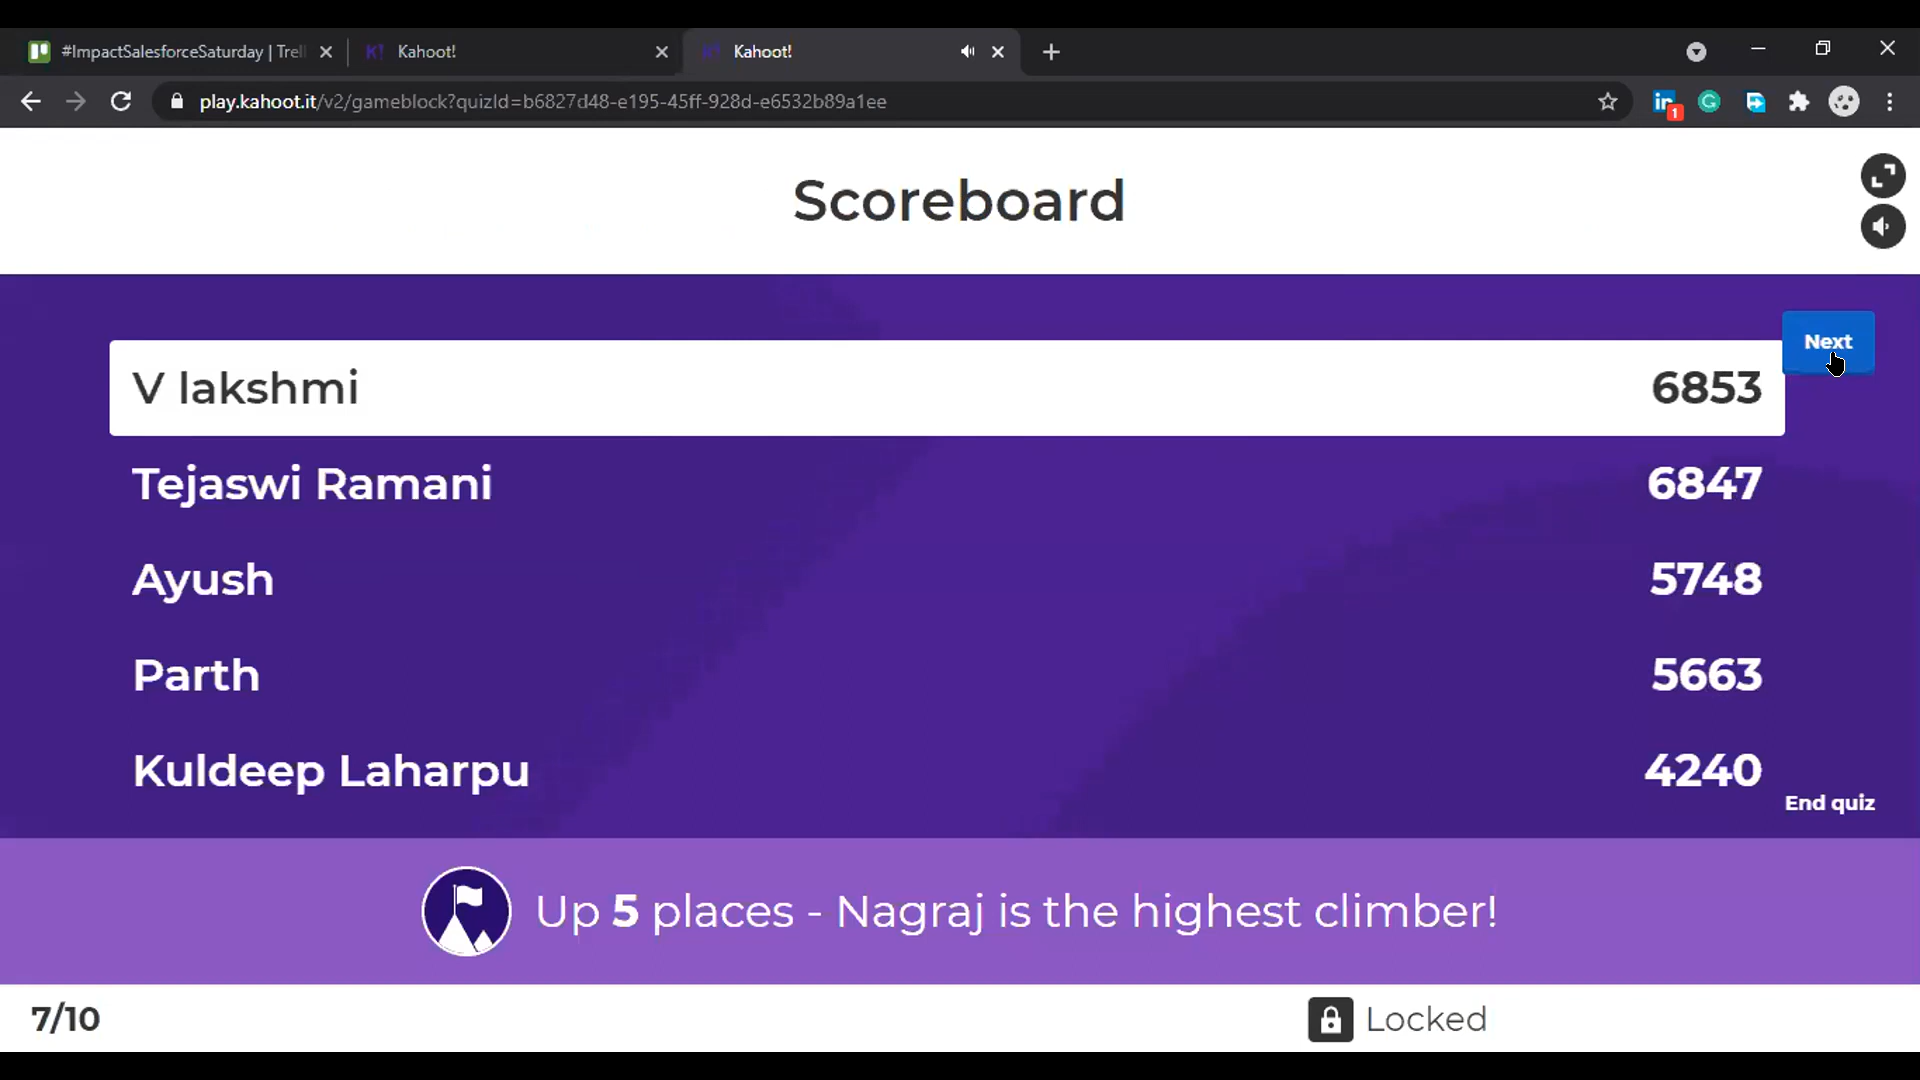 #ImpactSalesforceSaturday | Trel
Kahoot!
Kahoot!
play.kahoot.it/v2/gameblock?quizId=b6827d48-e195-45ff-928d-e6532b89a1ee
1
Scoreboard
Next
V lakshmi 6853
Tejaswi Ramani 6847
Ayush 5748
Parth 5663
Kuldeep Laharpu 4240
End quiz
Up 5 places - Nagraj is the highest climber!
7/10 Locked